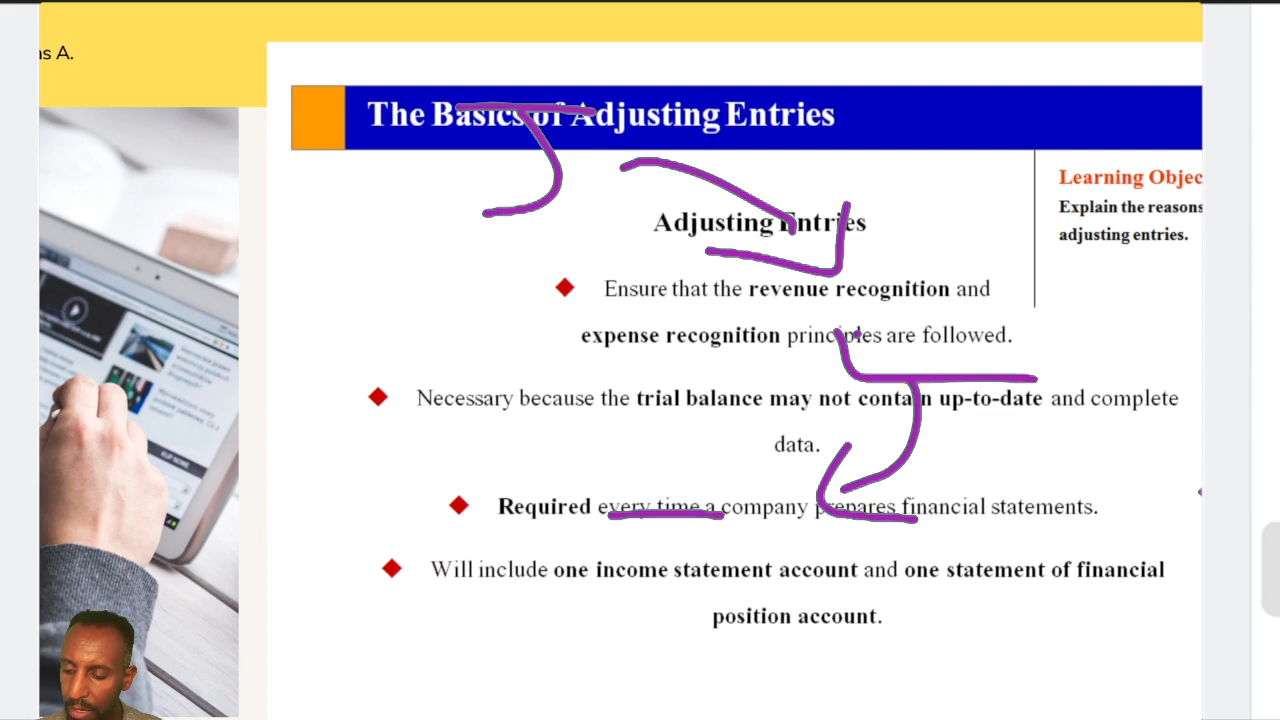 ns A.
The Basics of Adjusting Entries
Learning Objec
Explain the reasons
adjusting entries.
Adjusting Entries
Ensure that the revenue recognition and
expense recognition principles are followed.
Necessary because the trial balance may not contain up-to-date and complete
data.
Required every time a company prepares financial statements.
Will include one income statement account and one statement of financial
position account.